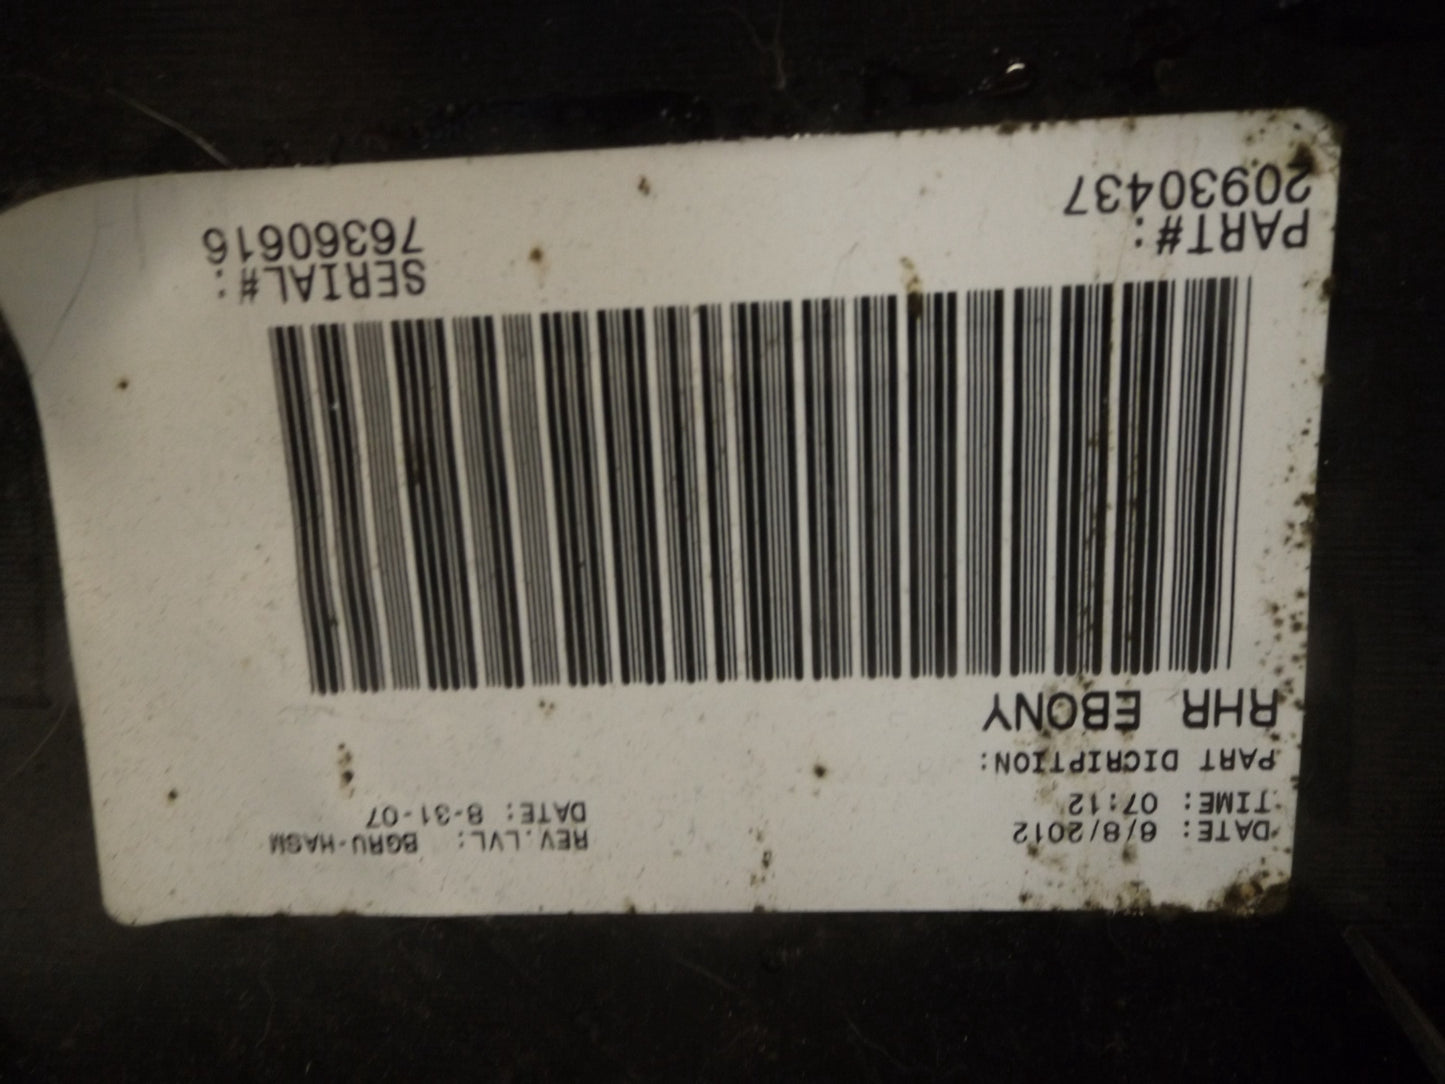 DATE: 6/8/2012
REV.LVL: BGRU-HASM
TIME: 07:12
DATE: 8-31-07
PART DICRIPTION:
RHR EBONY
PART#:
20930437
SERIAL#:
76360616